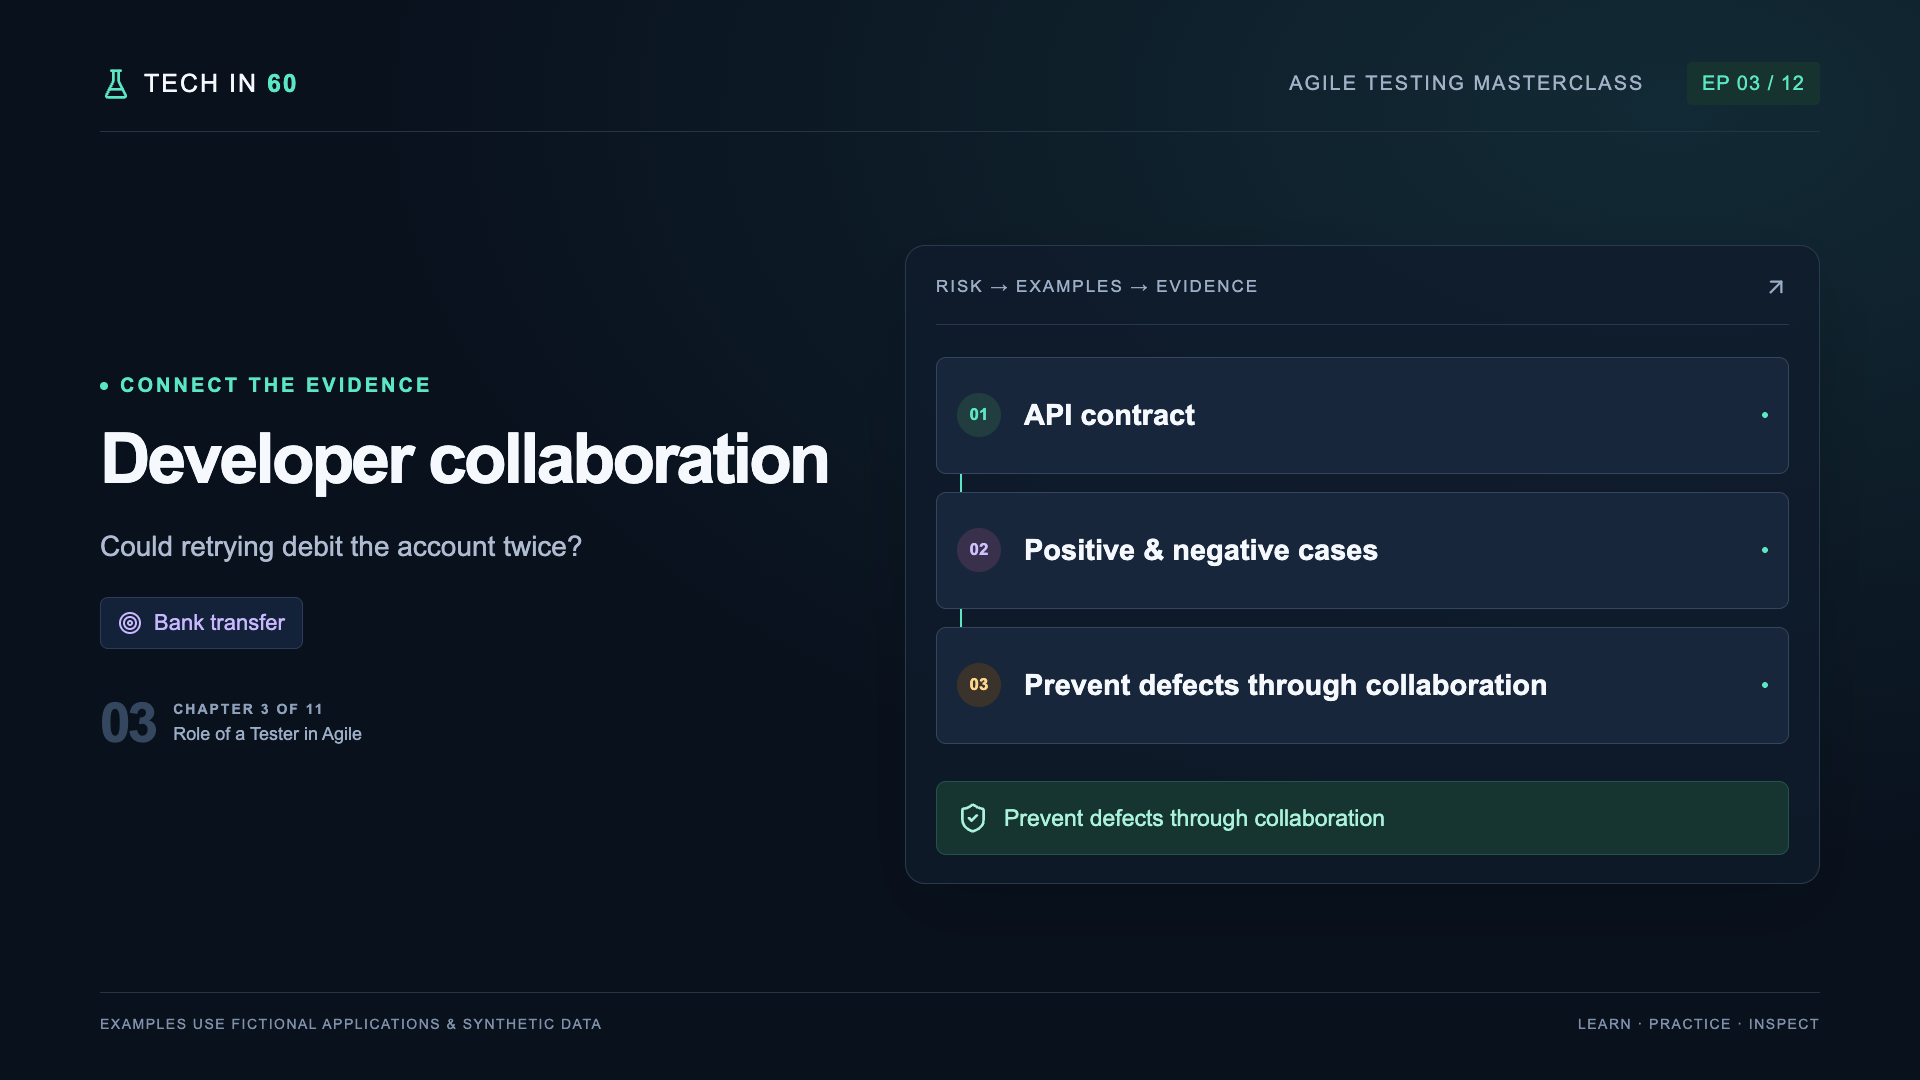 TECH IN 60
AGILE TESTING MASTERCLASS
EP 03 / 12
CONNECT THE EVIDENCE
Developer collaboration
Could retrying debit the account twice?
Bank transfer
03
CHAPTER 3 OF 11
Role of a Tester in Agile
RISK → EXAMPLES → EVIDENCE
01 API contract
02 Positive & negative cases
03 Prevent defects through collaboration
Prevent defects through collaboration
EXAMPLES USE FICTIONAL APPLICATIONS & SYNTHETIC DATA
LEARN · PRACTICE · INSPECT